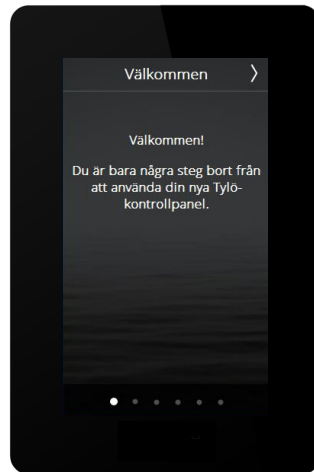 Välkommen
Välkommen!
Du är bara några steg bort från
att använda din nya Tylö-
kontrollpanel.